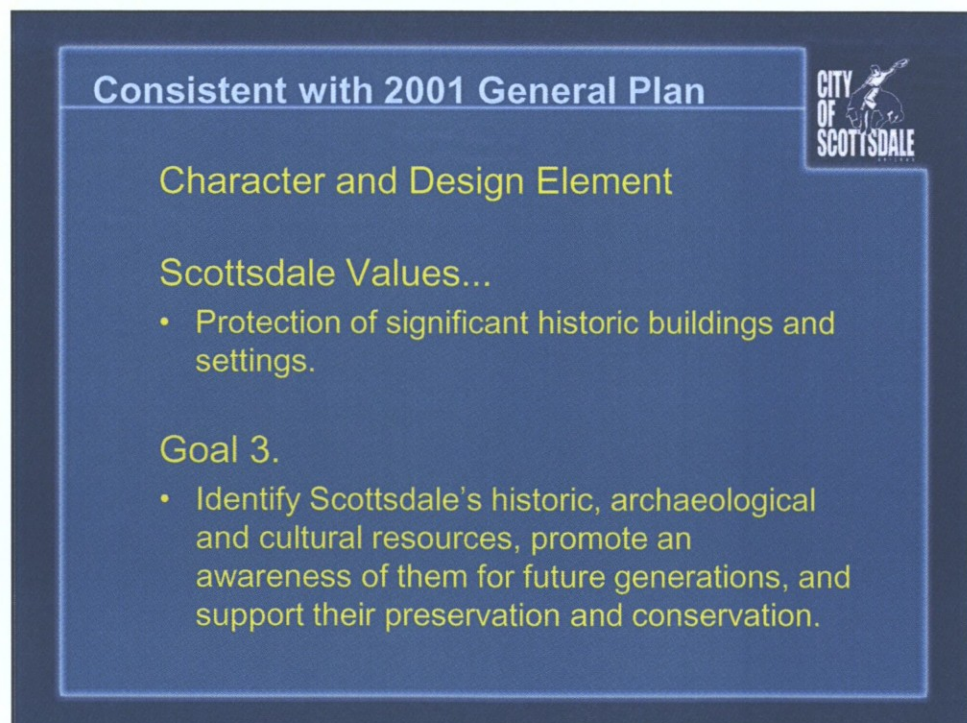 Consistent with 2001 General Plan
CITY
OF
SCOTTSDALE
Character and Design Element
Scottsdale Values...
• Protection of significant historic buildings and
settings.
Goal 3.
• Identify Scottsdale's historic, archaeological
and cultural resources, promote an
awareness of them for future generations, and
support their preservation and conservation.